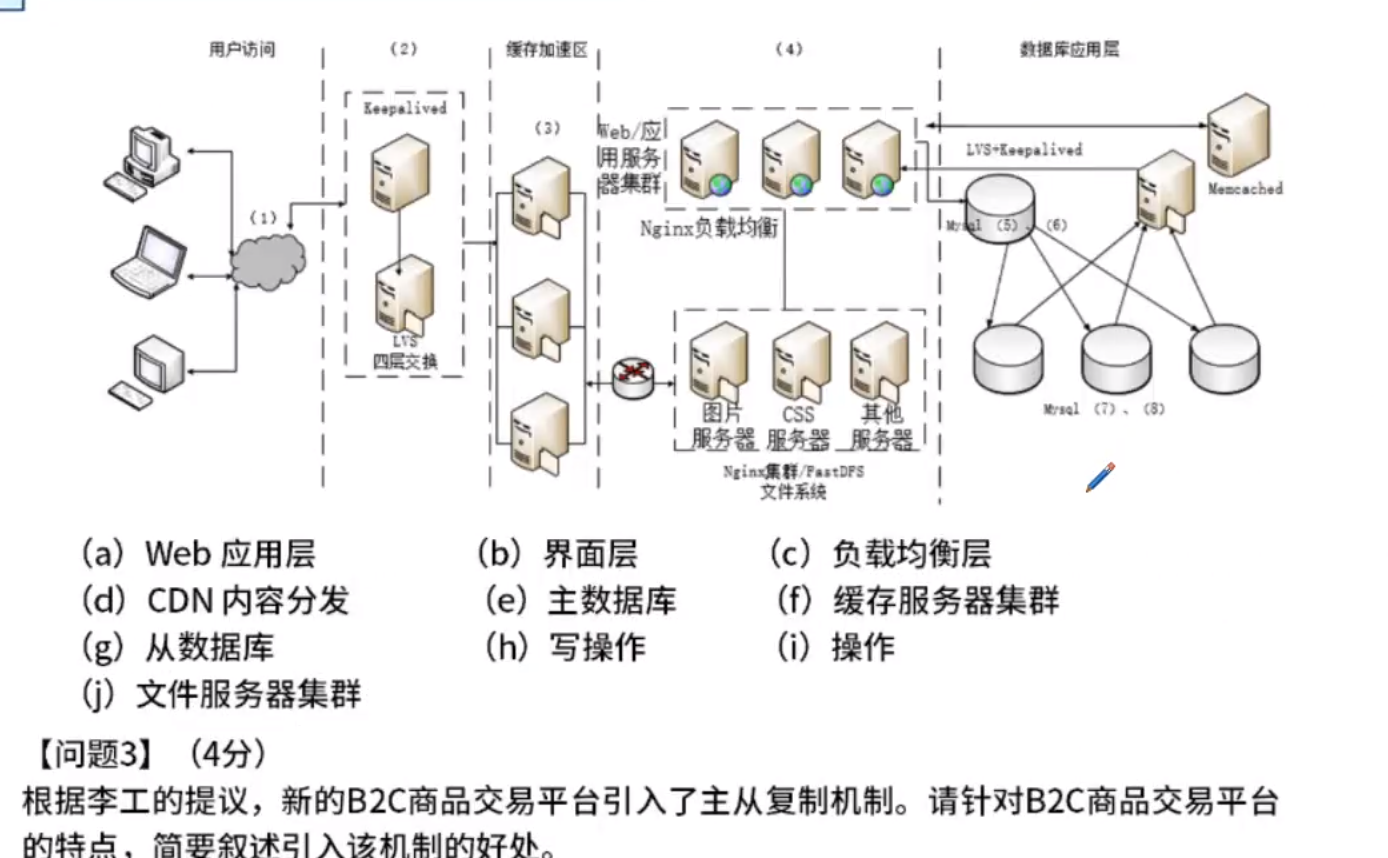 用户访问
（2）
缓存加速区
（4）
数据库应用层
Keepalived
（3）
Web/应
用服务
器集群
LVS+Keepalived
Memcached
（1）
Nginx负载均衡
Mysql （5）、（6）
LVS
四层交换
图片
服务器
CSS
服务器
其他
服务器
Mysql （7）、（8）
Nginx集群/FastDFS
文件系统
（a）Web 应用层
（b）界面层
（c）负载均衡层
（d）CDN 内容分发
（e）主数据库
（f）缓存服务器集群
（g）从数据库
（h）写操作
（i）操作
（j）文件服务器集群
【问题3】（4分）
根据李工的提议，新的B2C商品交易平台引入了主从复制机制。请针对B2C商品交易平台
的特点，简要叙述引入该机制的好处。